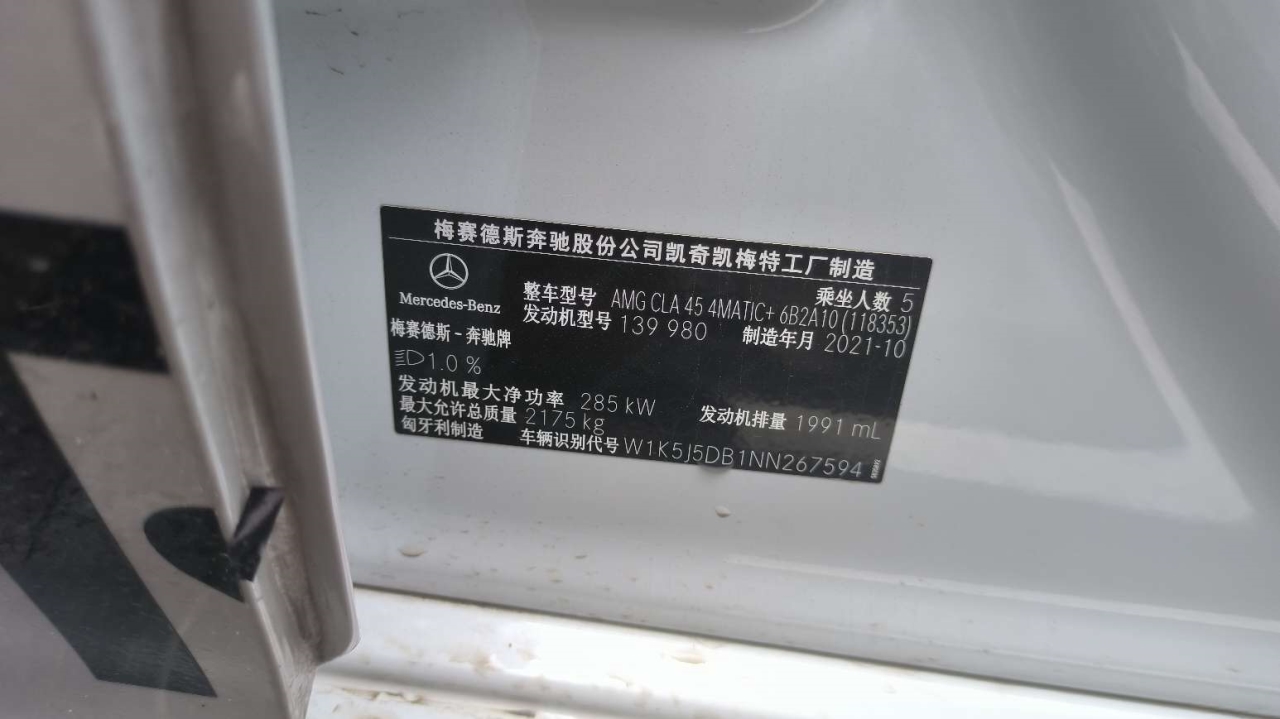 梅赛德斯奔驰股份公司凯奇凯梅特工厂制造
Mercedes-Benz
梅赛德斯－奔驰牌
乘坐人数 5
整车型号 AMG CLA 45 4MATIC+ 6B2A10(118353)
发动机型号 139 980 制造年月 2021-10
1.0 %
发动机最大净功率 285 kW 发动机排量 1991 mL
最大允许总质量 2175 kg
匈牙利制造 车辆识别代号 W1K5J5DB1NN267594